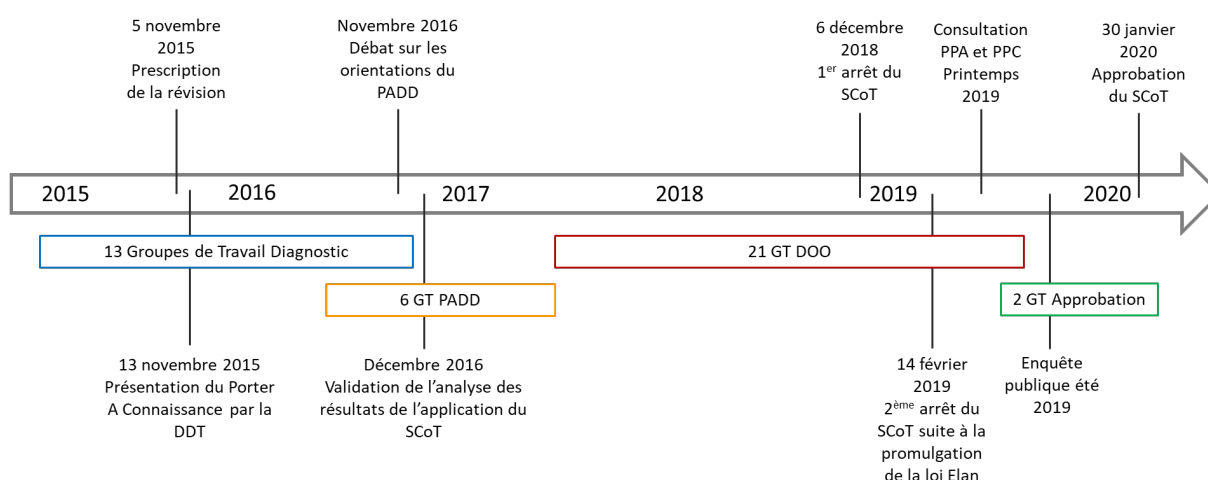 5 novembre
2015
Prescription
de la révision
Novembre 2016
Débat sur les
orientations du
PADD
6 décembre
2018
1er arrêt du
SCoT
Consultation
PPA et PPC
Printemps
2019
30 janvier
2020
Approbation
du SCoT
2015
2016
2017
2018
2019
2020
13 Groupes de Travail Diagnostic
21 GT DOO
6 GT PADD
2 GT Approbation
13 novembre 2015
Présentation du Porter
A Connaissance par la
DDT
Décembre 2016
Validation de l’analyse des
résultats de l’application du
SCoT
14 février
2019
2ème arrêt du
SCoT suite à la
promulgation
de la loi Elan
Enquête
publique été
2019